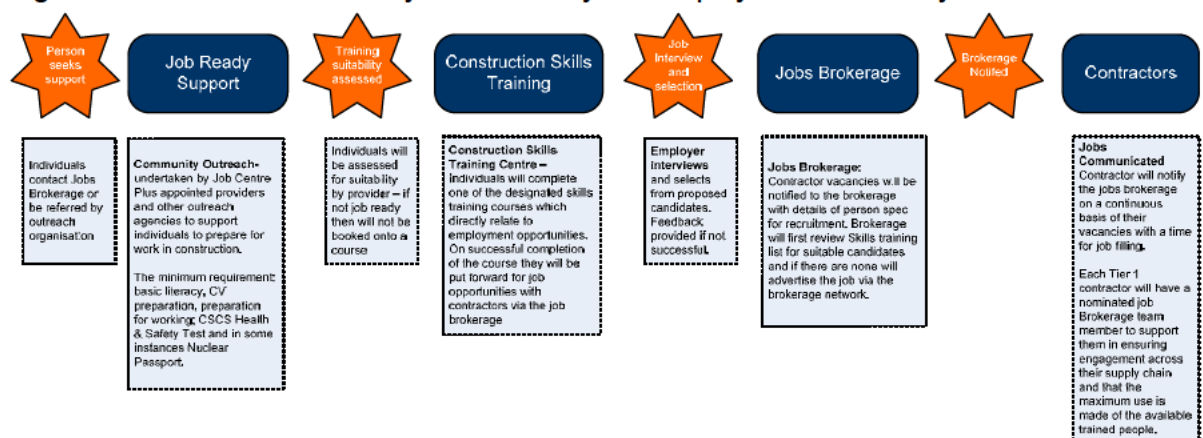 Person
seeks
support
Job Ready
Support
Training
suitability
assessed
Construction Skills
Training
Job
Interview
and
selection
Jobs Brokerage
Brokerage
Notified
Contractors
Individuals
contact Jobs
Brokerage or
be referred by
outreach
organisation
Community Outreach-
undertaken by Job Centre
Plus appointed providers
and other outreach
agencies to support
individuals to prepare for
work in construction.
The minimum requirement:
basic literacy, CV
preparation, preparation
for working; CSCS Health
& Safety Test and in some
instances Nuclear
Passport.
Individuals will
be assessed
for suitability
by provider – if
not job ready
then will not be
booked onto a
course
Construction Skills
Training Centre –
individuals will complete
one of the designated skills
training courses which
directly relate to
employment opportunities.
On successful completion
of the course they will be
put forward for job
opportunities with
contractors via the job
brokerage
Employer
Interviews
and selects
from proposed
candidates.
Feedback
provided if not
successful.
Jobs Brokerage:
Contractor vacancies will be
notified to the brokerage
with details of person spec
for recruitment. Brokerage
will first review Skills training
list for suitable candidates
and if there are none will
advertise the job via the
brokerage network.
Jobs
Communicated
Contractor will notify
the jobs brokerage
on a continuous
basis of their
vacancies with a time
for job filling.
Each Tier 1
contractor will have a
nominated job
Brokerage team
member to support
them in ensuring
engagement across
their supply chain
and that the
maximum use is
made of the available
trained people.